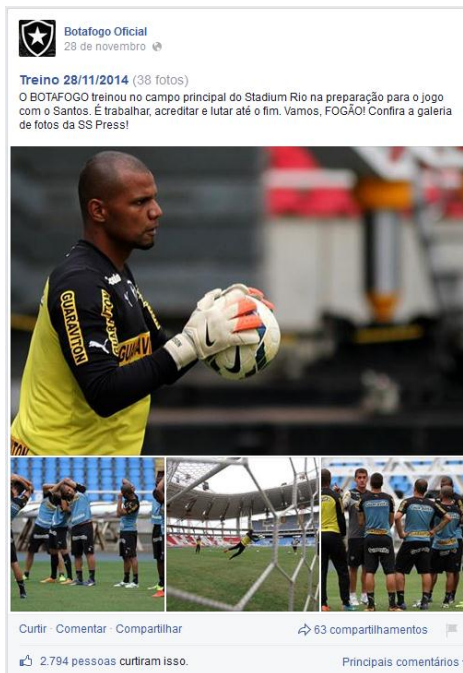 Botafogo Oficial
28 de novembro
Treino 28/11/2014 (38 fotos)
O BOTAFOGO treinou no campo principal do Stadium Rio na preparação para o jogo
com o Santos. É trabalhar, acreditar e lutar até o fim. Vamos, FOGÃO! Confira a galeria
de fotos da SS Press!
GUARAVITON
GUARAVITON
GUARAVITON
Curtir · Comentar · Compartilhar
63 compartilhamentos
2.794 pessoas curtiram isso.
Principais comentários